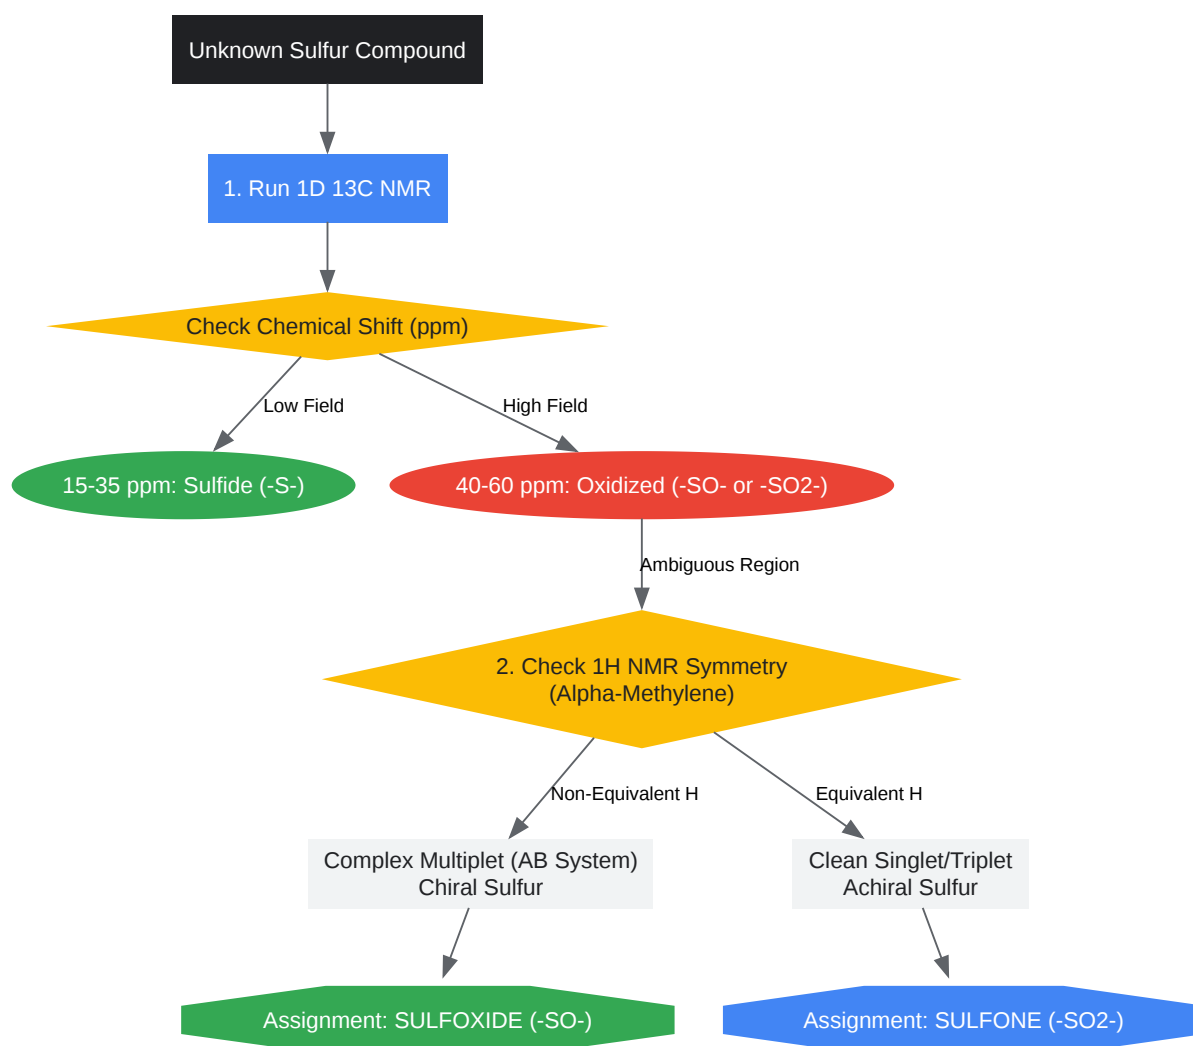 Unknown Sulfur Compound
1. Run 1D 13C NMR
Check Chemical Shift (ppm)
Low Field
High Field
15-35 ppm: Sulfide (-S-)
40-60 ppm: Oxidized (-SO- or -SO2-)
Ambiguous Region
2. Check 1H NMR Symmetry
(Alpha-Methylene)
Non-Equivalent H
Equivalent H
Complex Multiplet (AB System)
Chiral Sulfur
Clean Singlet/Triplet
Achiral Sulfur
Assignment: SULFOXIDE (-SO-)
Assignment: SULFONE (-SO2-)